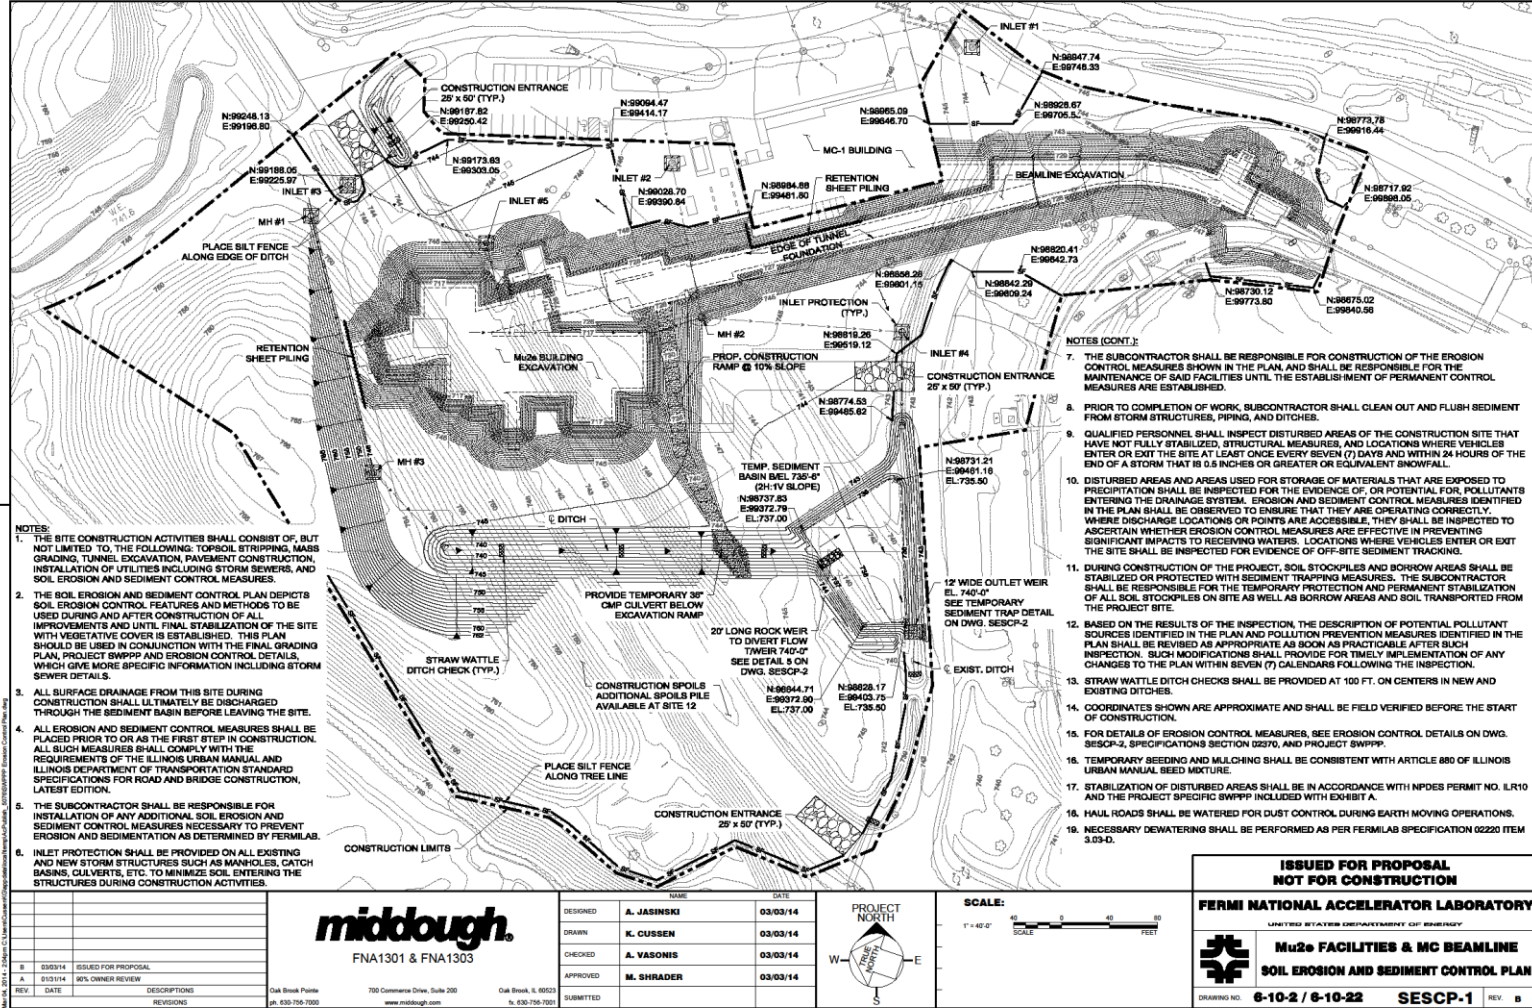 INLET #1
N:98947.74
E:99748.33
CONSTRUCTION ENTRANCE
25' x 50' (TYP.)
N:99187.82
E:99250.42
N:99094.47
E:99414.17
N:99248.13
E:99196.80
N:98965.09
E:99646.70
N:98928.67
N:98773.78
E:99916.44
MC-1 BUILDING
N:99173.63
E:99303.05
N:99186.05
E:99225.97
INLET #3
INLET #2
N:99028.70
E:99390.84
N:98984.88
E:99481.80
RETENTION
SHEET PILING
BEAMLINE EXCAVATION
N:98717.92
E:99898.05
INLET #5
MH #1
PLACE SILT FENCE
ALONG EDGE OF DITCH
EDGE OF TUNNEL
FOUNDATION
N:98820.41
E:99642.73
N:98858.28
E:99601.15
N:98842.29
E:99609.24
N:98730.12
E:99773.80
N:98675.02
E:99840.56
INLET PROTECTION
(TYP.)
MH #2
N:98819.26
E:99519.12
INLET #4
RETENTION
SHEET PILING
Mu2e BUILDING
EXCAVATION
PROP. CONSTRUCTION
RAMP @ 10% SLOPE
CONSTRUCTION ENTRANCE
25' x 50' (TYP.)
N:98774.53
E:99485.62
MH #3
TEMP. SEDIMENT
BASIN B/EL 735'-6"
(2H:1V SLOPE)
N:98737.83
E:99372.79
EL:737.00
N:98731.21
E:99461.18
EL:735.50
℄ DITCH
PROVIDE TEMPORARY 36"
CMP CULVERT BELOW
EXCAVATION RAMP
12' WIDE OUTLET WEIR
EL. 740'-0"
SEE TEMPORARY
SEDIMENT TRAP DETAIL
ON DWG. SESCP-2
20' LONG ROCK WEIR
TO DIVERT FLOW
T/WEIR 740'-0"
SEE DETAIL 5 ON
DWG. SESCP-2
STRAW WATTLE
DITCH CHECK (TYP.)
℄ EXIST. DITCH
CONSTRUCTION SPOILS
ADDITIONAL SPOILS PILE
AVAILABLE AT SITE 12
N:98644.71
E:99372.90
EL:737.00
N:98628.17
E:99403.75
EL:735.50
PLACE SILT FENCE
ALONG TREE LINE
CONSTRUCTION ENTRANCE
25' x 50' (TYP.)
CONSTRUCTION LIMITS
NOTES:
1. THE SITE CONSTRUCTION ACTIVITIES SHALL CONSIST OF, BUT
NOT LIMITED TO, THE FOLLOWING: TOPSOIL STRIPPING, MASS
GRADING, TUNNEL EXCAVATION, PAVEMENT CONSTRUCTION,
INSTALLATION OF UTILITIES INCLUDING STORM SEWERS, AND
SOIL EROSION AND SEDIMENT CONTROL MEASURES.
2. THE SOIL EROSION AND SEDIMENT CONTROL PLAN DEPICTS
SOIL EROSION CONTROL FEATURES AND METHODS TO BE
USED DURING AND AFTER CONSTRUCTION OF ALL
IMPROVEMENTS AND UNTIL FINAL STABILIZATION OF THE SITE
WITH VEGETATIVE COVER IS ESTABLISHED. THIS PLAN
SHOULD BE USED IN CONJUNCTION WITH THE FINAL GRADING
PLAN, PROJECT SWPPP AND EROSION CONTROL DETAILS,
WHICH GIVE MORE SPECIFIC INFORMATION INCLUDING STORM
SEWER DETAILS.
3. ALL SURFACE DRAINAGE FROM THIS SITE DURING
CONSTRUCTION SHALL ULTIMATELY BE DISCHARGED
THROUGH THE SEDIMENT BASIN BEFORE LEAVING THE SITE.
4. ALL EROSION AND SEDIMENT CONTROL MEASURES SHALL BE
PLACED PRIOR TO OR AS THE FIRST STEP IN CONSTRUCTION.
ALL SUCH MEASURES SHALL COMPLY WITH THE
REQUIREMENTS OF THE ILLINOIS URBAN MANUAL AND
ILLINOIS DEPARTMENT OF TRANSPORTATION STANDARD
SPECIFICATIONS FOR ROAD AND BRIDGE CONSTRUCTION,
LATEST EDITION.
5. THE SUBCONTRACTOR SHALL BE RESPONSIBLE FOR
INSTALLATION OF ANY ADDITIONAL SOIL EROSION AND
SEDIMENT CONTROL MEASURES NECESSARY TO PREVENT
EROSION AND SEDIMENTATION AS DETERMINED BY FERMILAB.
6. INLET PROTECTION SHALL BE PROVIDED ON ALL EXISTING
AND NEW STORM STRUCTURES SUCH AS MANHOLES, CATCH
BASINS, CULVERTS, ETC. TO MINIMIZE SOIL ENTERING THE
STRUCTURES DURING CONSTRUCTION ACTIVITIES.
NOTES (CONT.):
7. THE SUBCONTRACTOR SHALL BE RESPONSIBLE FOR CONSTRUCTION OF THE EROSION
CONTROL MEASURES SHOWN IN THE PLAN, AND SHALL BE RESPONSIBLE FOR THE
MAINTENANCE OF SAID FACILITIES UNTIL THE ESTABLISHMENT OF PERMANENT CONTROL
MEASURES ARE ESTABLISHED.
8. PRIOR TO COMPLETION OF WORK, SUBCONTRACTOR SHALL CLEAN OUT AND FLUSH SEDIMENT
FROM STORM STRUCTURES, PIPING, AND DITCHES.
9. QUALIFIED PERSONNEL SHALL INSPECT DISTURBED AREAS OF THE CONSTRUCTION SITE THAT
HAVE NOT FULLY STABILIZED, STRUCTURAL MEASURES, AND LOCATIONS WHERE VEHICLES
ENTER OR EXIT THE SITE AT LEAST ONCE EVERY SEVEN (7) DAYS AND WITHIN 24 HOURS OF THE
END OF A STORM THAT IS 0.5 INCHES OR GREATER OR EQUIVALENT SNOWFALL.
10. DISTURBED AREAS AND AREAS USED FOR STORAGE OF MATERIALS THAT ARE EXPOSED TO
PRECIPITATION SHALL BE INSPECTED FOR THE EVIDENCE OF, OR POTENTIAL FOR, POLLUTANTS
ENTERING THE DRAINAGE SYSTEM. EROSION AND SEDIMENT CONTROL MEASURES IDENTIFIED
IN THE PLAN SHALL BE OBSERVED TO ENSURE THAT THEY ARE OPERATING CORRECTLY.
WHERE DISCHARGE LOCATIONS OR POINTS ARE ACCESSIBLE, THEY SHALL BE INSPECTED TO
ASCERTAIN WHETHER EROSION CONTROL MEASURES ARE EFFECTIVE IN PREVENTING
SIGNIFICANT IMPACTS TO RECEIVING WATERS. LOCATIONS WHERE VEHICLES ENTER OR EXIT
THE SITE SHALL BE INSPECTED FOR EVIDENCE OF OFF-SITE SEDIMENT TRACKING.
11. DURING CONSTRUCTION OF THE PROJECT, SOIL STOCKPILES AND BORROW AREAS SHALL BE
STABILIZED OR PROTECTED WITH SEDIMENT TRAPPING MEASURES. THE SUBCONTRACTOR
SHALL BE RESPONSIBLE FOR THE TEMPORARY PROTECTION AND PERMANENT STABILIZATION
OF ALL SOIL STOCKPILES ON SITE AS WELL AS BORROW AREAS AND SOIL TRANSPORTED FROM
THE PROJECT SITE.
12. BASED ON THE RESULTS OF THE INSPECTION, THE DESCRIPTION OF POTENTIAL POLLUTANT
SOURCES IDENTIFIED IN THE PLAN AND POLLUTION PREVENTION MEASURES IDENTIFIED IN THE
PLAN SHALL BE REVISED AS APPROPRIATE AS SOON AS PRACTICABLE AFTER SUCH
INSPECTION. SUCH MODIFICATIONS SHALL PROVIDE FOR TIMELY IMPLEMENTATION OF ANY
CHANGES TO THE PLAN WITHIN SEVEN (7) CALENDARS FOLLOWING THE INSPECTION.
13. STRAW WATTLE DITCH CHECKS SHALL BE PROVIDED AT 100 FT. ON CENTERS IN NEW AND
EXISTING DITCHES.
14. COORDINATES SHOWN ARE APPROXIMATE AND SHALL BE FIELD VERIFIED BEFORE THE START
OF CONSTRUCTION.
15. FOR DETAILS OF EROSION CONTROL MEASURES, SEE EROSION CONTROL DETAILS ON DWG.
SESCP-2, SPECIFICATIONS SECTION 02370, AND PROJECT SWPPP.
16. TEMPORARY SEEDING AND MULCHING SHALL BE CONSISTENT WITH ARTICLE 880 OF ILLINOIS
URBAN MANUAL SEED MIXTURE.
17. STABILIZATION OF DISTURBED AREAS SHALL BE IN ACCORDANCE WITH NPDES PERMIT NO. ILR10
AND THE PROJECT SPECIFIC SWPPP INCLUDED WITH EXHIBIT A.
18. HAUL ROADS SHALL BE WATERED FOR DUST CONTROL DURING EARTH MOVING OPERATIONS.
19. NECESSARY DEWATERING SHALL BE PERFORMED AS PER FERMILAB SPECIFICATION 02220 ITEM
3.03-D.
ISSUED FOR PROPOSAL
NOT FOR CONSTRUCTION
FERMI NATIONAL ACCELERATOR LABORATORY
UNITED STATES DEPARTMENT OF ENERGY
Mu2e FACILITIES & MC BEAMLINE
SOIL EROSION AND SEDIMENT CONTROL PLAN
DRAWING NO. 6-10-2 / 6-10-22 SESCP-1 REV. B
B 03/03/14 ISSUED FOR PROPOSAL
A 01/31/14 90% OWNER REVIEW
REV. DATE DESCRIPTIONS
REVISIONS
middough.
FNA1301 & FNA1303
Oak Brook Pointe 700 Commerce Drive, Suite 200 Oak Brook, IL 60523
ph. 630-756-7000 www.middough.com fx. 630-756-7001
NAME DATE
DESIGNED A. JASINSKI 03/03/14
DRAWN K. CUSSEN 03/03/14
CHECKED A. VASONIS 03/03/14
APPROVED M. SHRADER 03/03/14
SUBMITTED
PROJECT
NORTH
TRUE
NORTH
W E
S
SCALE:
1" = 40'-0"
40 0 40 80
SCALE FEET